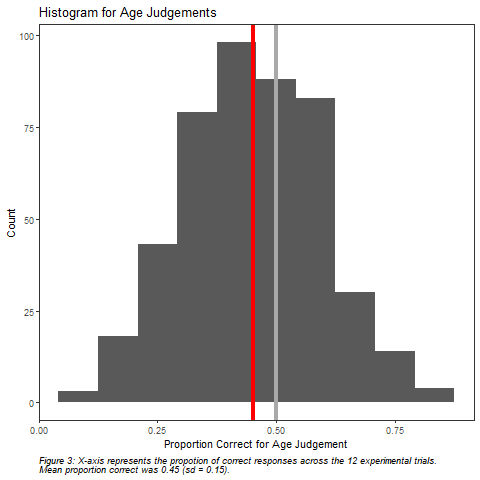 Histogram for Age Judgements
100
75
50
25
0
Count
0.00 0.25 0.50 0.75
Proportion Correct for Age Judgement
Figure 3: X-axis represents the propotion of correct responses across the 12 experimental trials.
Mean proportion correct was 0.45 (sd = 0.15).